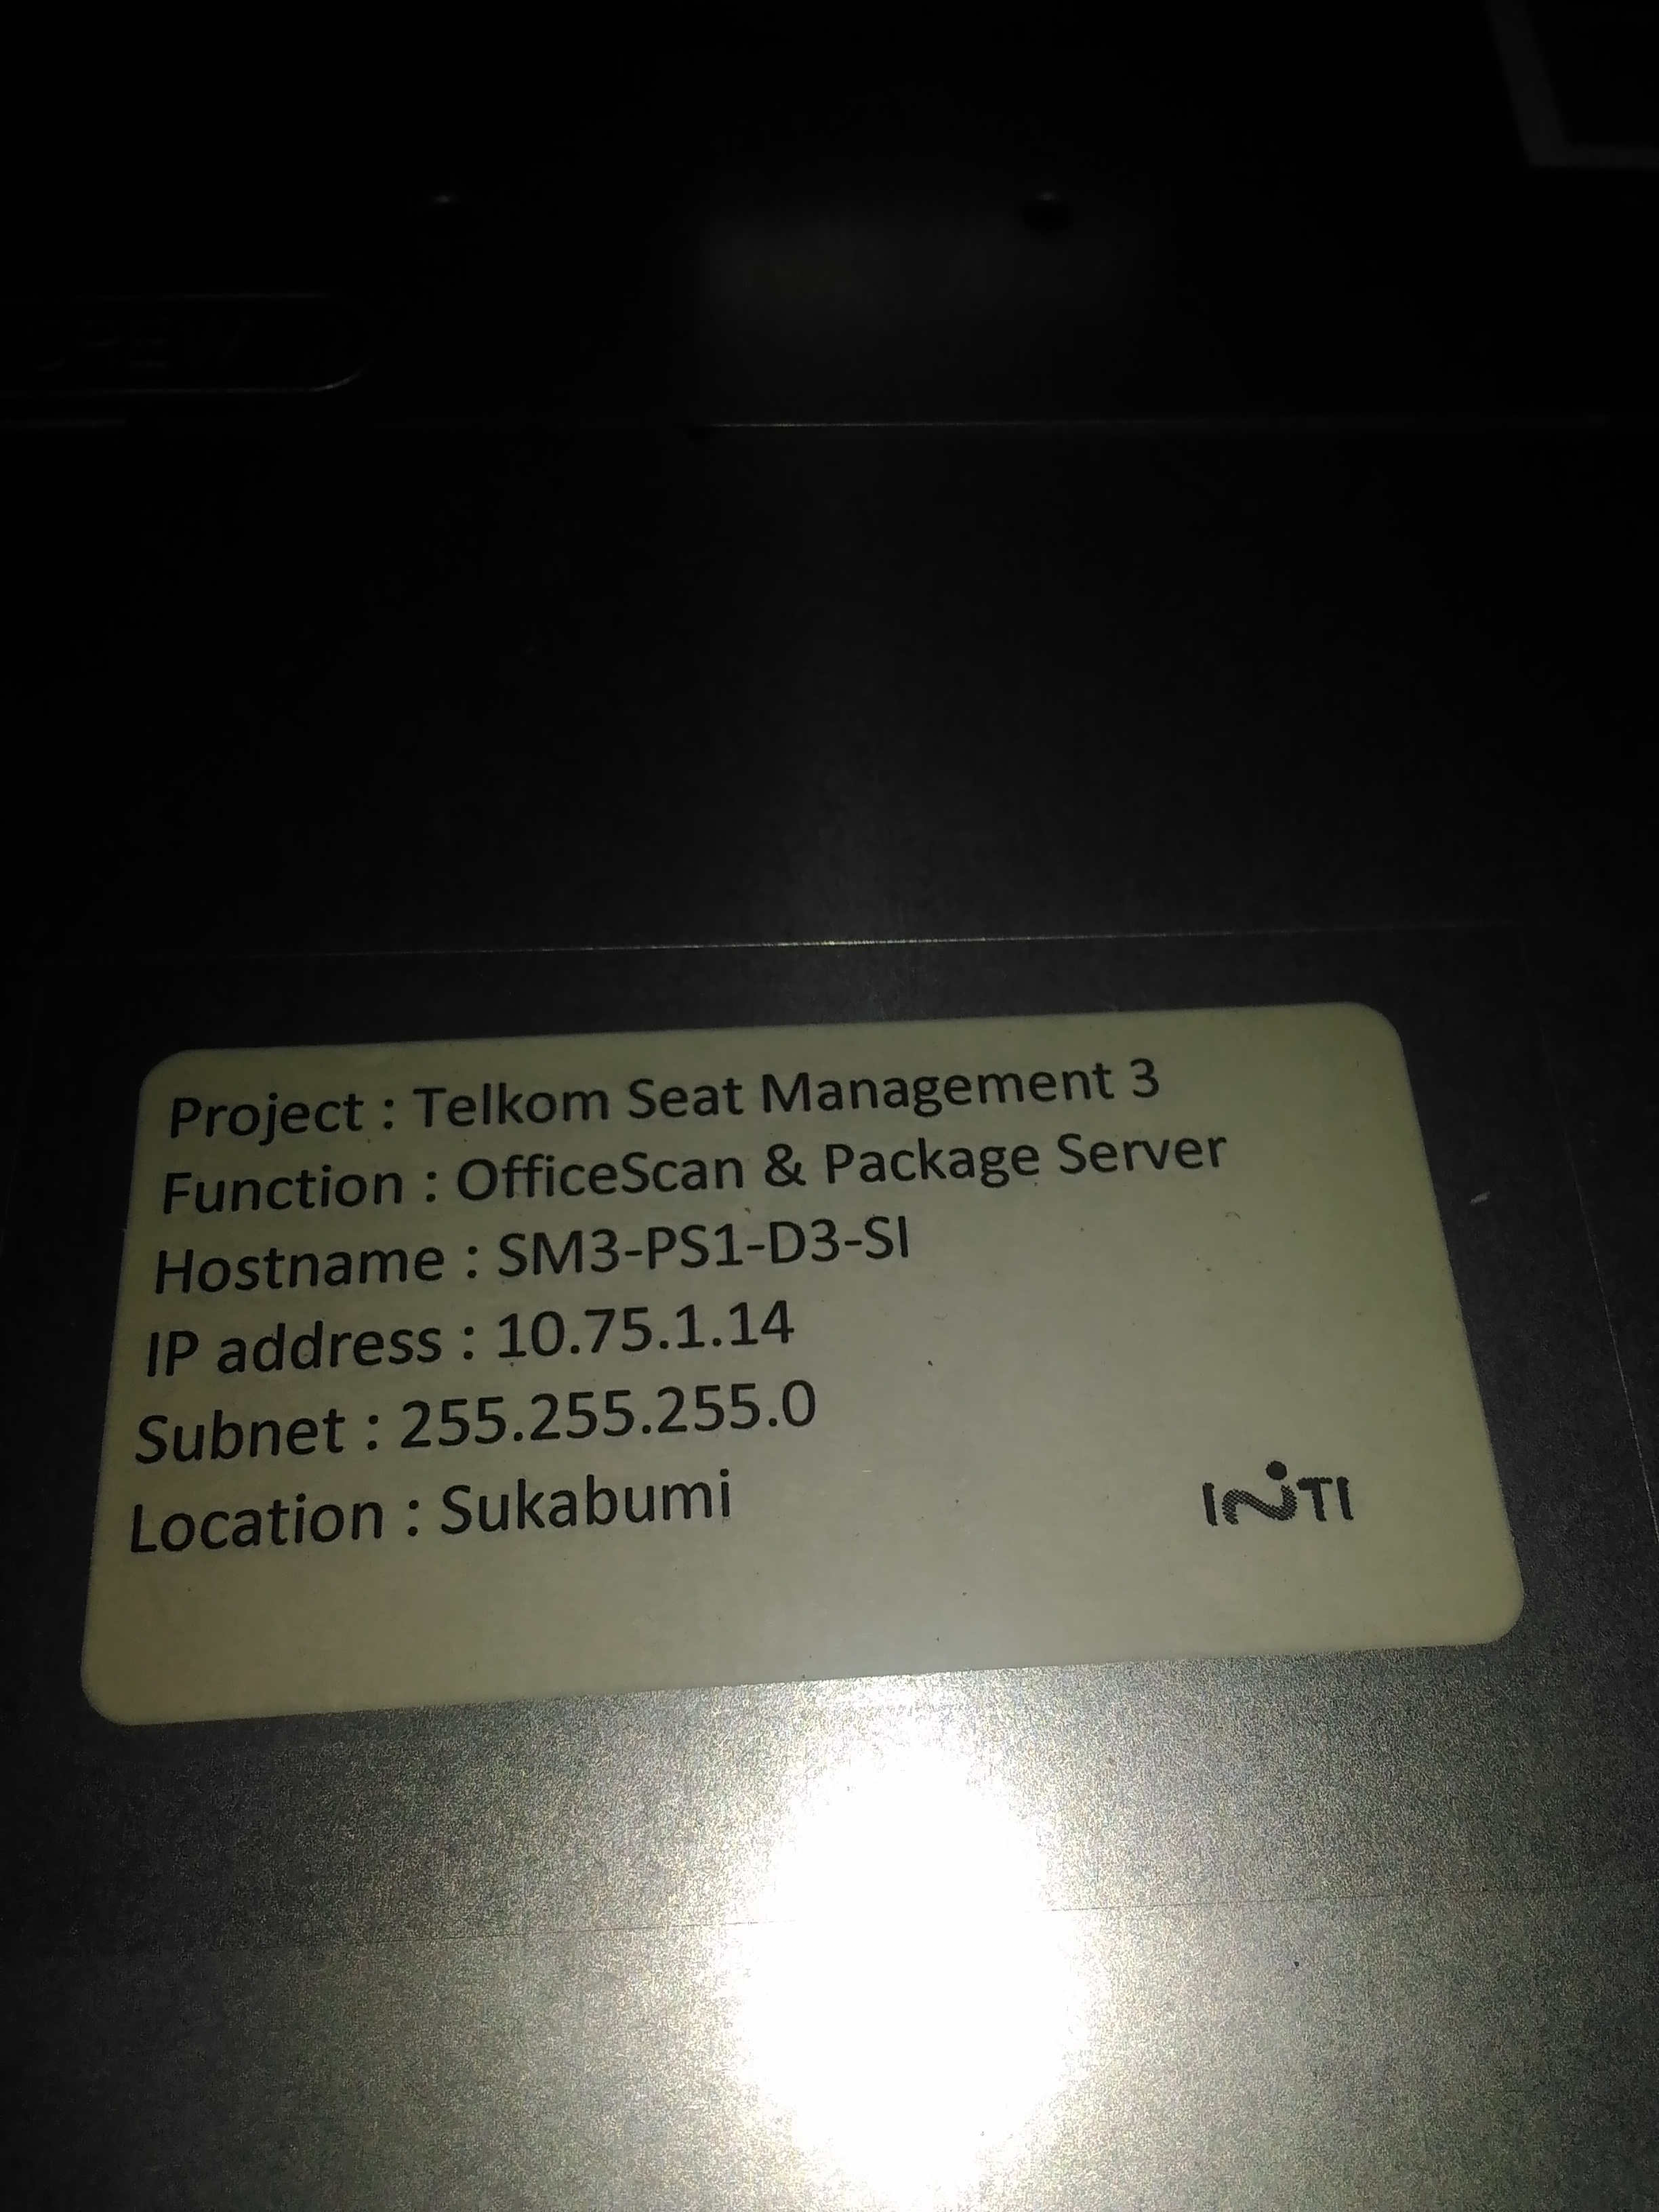 CREW
Project : Telkom Seat Management 3
Function : OfficeScan & Package Server
Hostname : SM3-PS1-D3-SI
IP address : 10.75.1.14
Subnet : 255.255.255.0
Location : Sukabumi
INTI